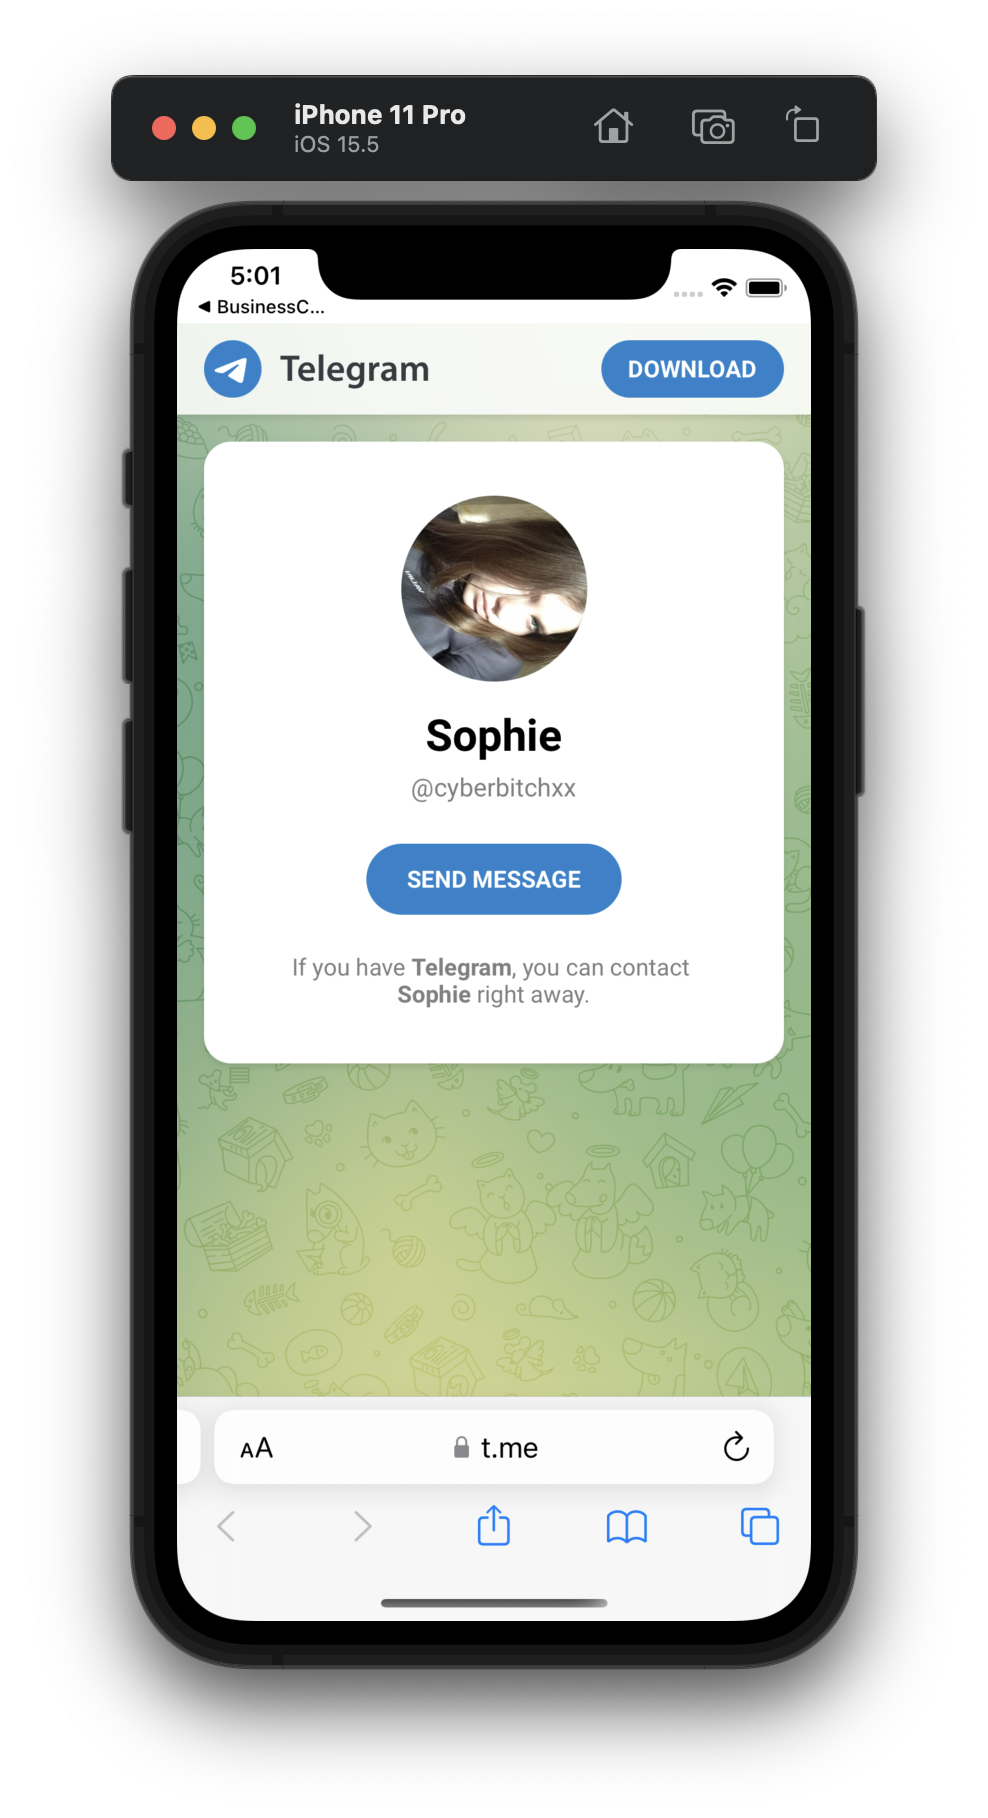 iPhone 11 Pro
iOS 15.5
5:01
BusinessC...
Telegram
DOWNLOAD
Sophie
@cyberbitchxx
SEND MESSAGE
If you have Telegram, you can contact
Sophie right away.
AA
t.me